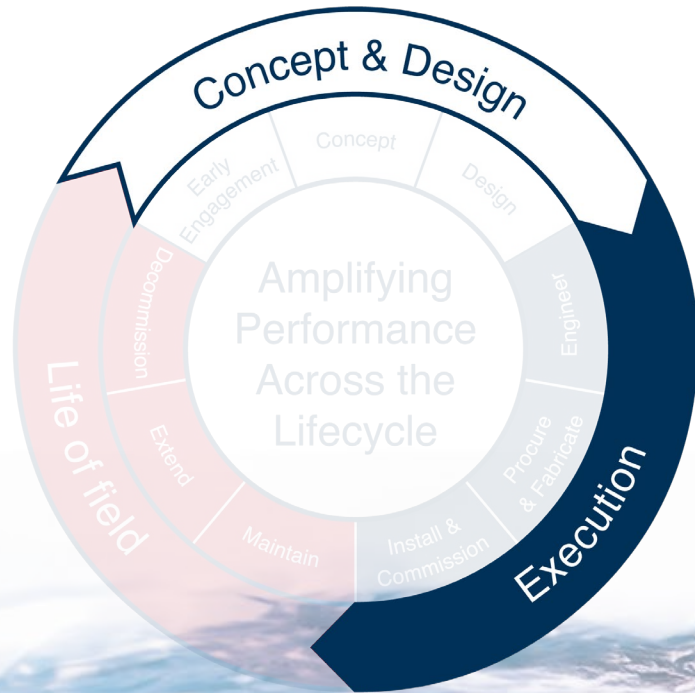 Concept & Design
Early
Engagement
Concept
Design
Engineer
Procure
& Fabricate
Install &
Commission
Maintain
Extend
Decommission
Execution
Life of field
Amplifying
Performance
Across the
Lifecycle